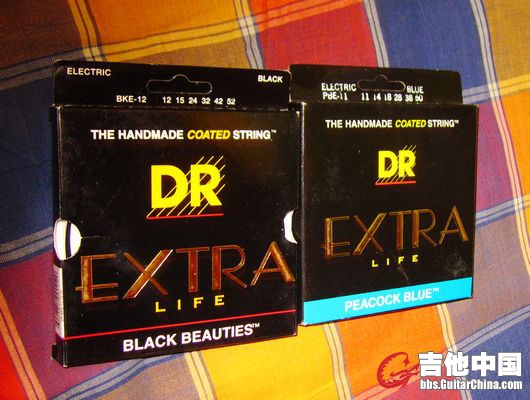 ELECTRIC
BLACK
BKE-12 12 15 24 32 42 52
THE HANDMADE COATED STRING™
DR
EXTRA
LIFE
BLACK BEAUTIES™
ELECTRIC
BLUE
PBE-11 11 14 18 28 38 50
THE HANDMADE COATED STRING™
DR
EXTRA
LIFE
PEACOCK BLUE™
吉他中国
bbs.GuitarChina.com